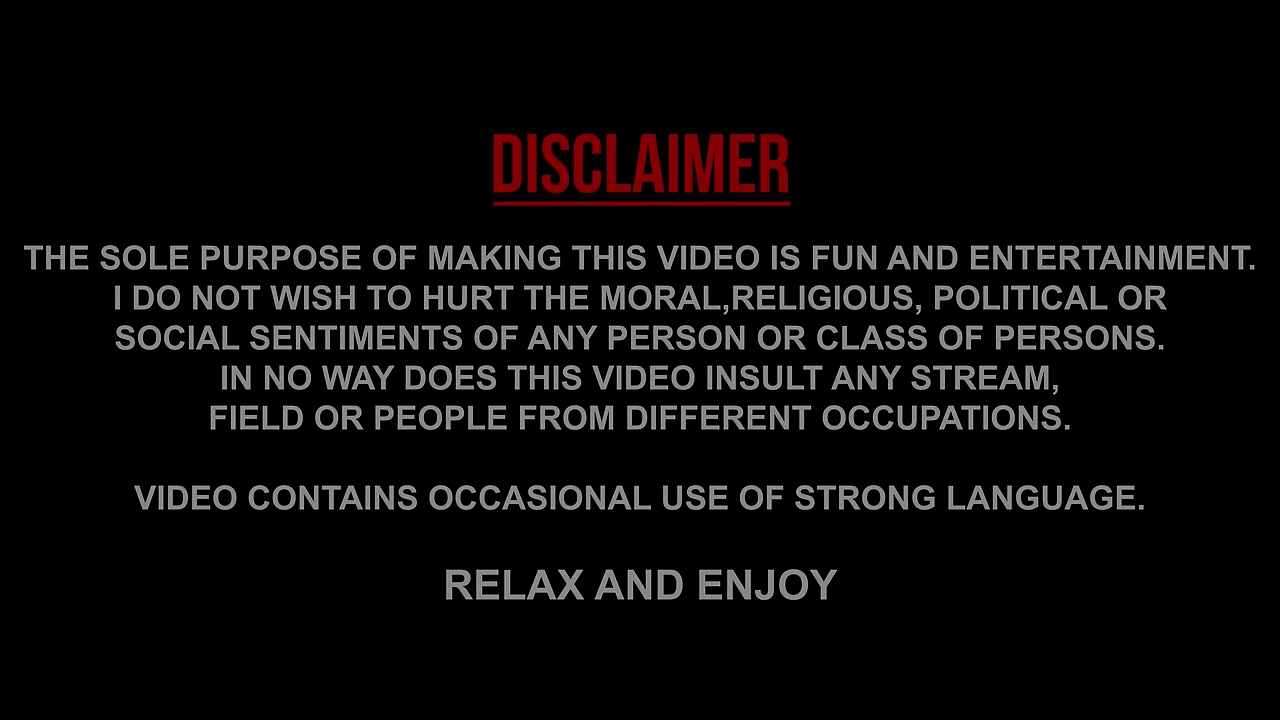 DISCLAIMER
THE SOLE PURPOSE OF MAKING THIS VIDEO IS FUN AND ENTERTAINMENT.
I DO NOT WISH TO HURT THE MORAL,RELIGIOUS, POLITICAL OR
SOCIAL SENTIMENTS OF ANY PERSON OR CLASS OF PERSONS.
IN NO WAY DOES THIS VIDEO INSULT ANY STREAM,
FIELD OR PEOPLE FROM DIFFERENT OCCUPATIONS.
VIDEO CONTAINS OCCASIONAL USE OF STRONG LANGUAGE.
RELAX AND ENJOY